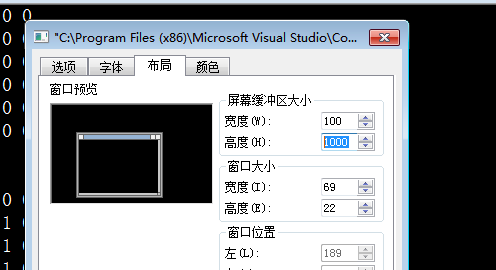 0 0
"C:\Program Files (x86)\Microsoft Visual Studio\Co...
选项 字体 布局 颜色
窗口预览
屏幕缓冲区大小
宽度(W): 100
高度(H): 1000
窗口大小
宽度(I): 69
高度(E): 22
窗口位置
左(L): 189
0
0
0
0
0
0 0
1 0
1
1
1